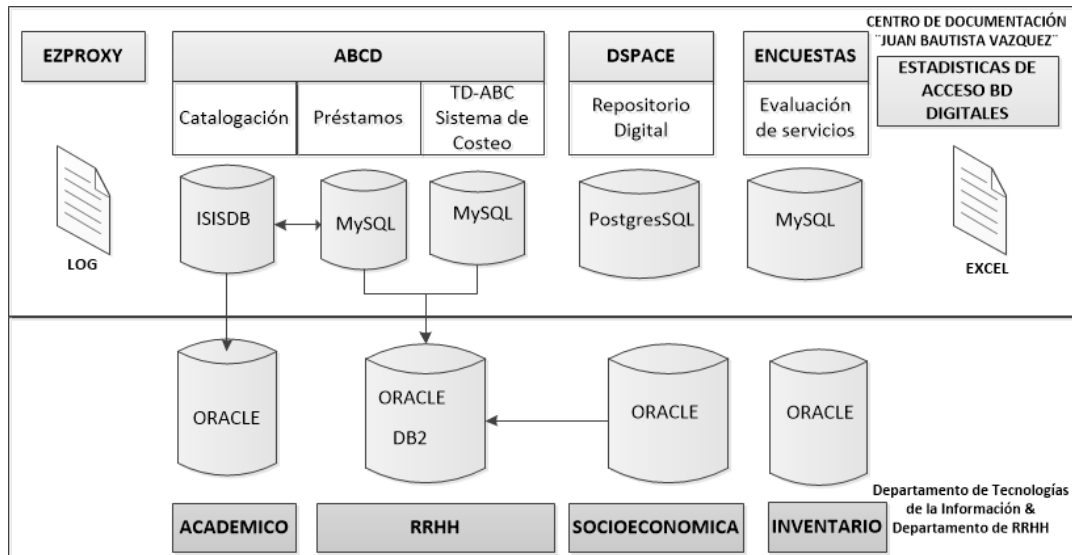 CENTRO DE DOCUMENTACIÓN
¨JUAN BAUTISTA VAZQUEZ¨
EZPROXY
ABCD
DSPACE
ENCUESTAS
ESTADISTICAS DE
ACCESO BD
DIGITALES
Catalogación
Préstamos
TD-ABC
Sistema de
Costeo
Repositorio
Digital
Evaluación
de servicios
LOG
ISISDB
MySQL
MySQL
PostgresSQL
MySQL
EXCEL
ORACLE
ORACLE
DB2
ORACLE
ORACLE
ACADEMICO
RRHH
SOCIOECONOMICA
INVENTARIO
Departamento de Tecnologías
de la Información &
Departamento de RRHH